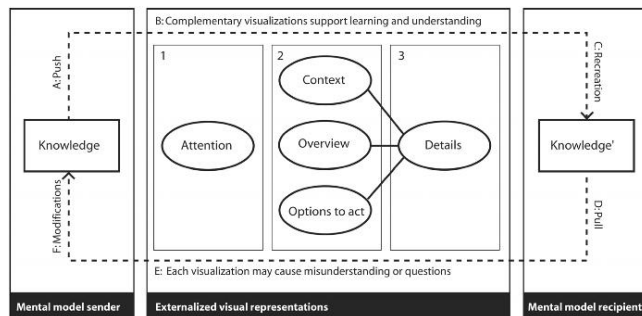 B: Complementary visualizations support learning and understanding
A: Push
C: Recreation
1
2
3
Context
Knowledge
Attention
Overview
Details
Knowledge'
Options to act
F: Modifications
D: Pull
E: Each visualization may cause misunderstanding or questions
Mental model sender
Externalized visual representations
Mental model recipient